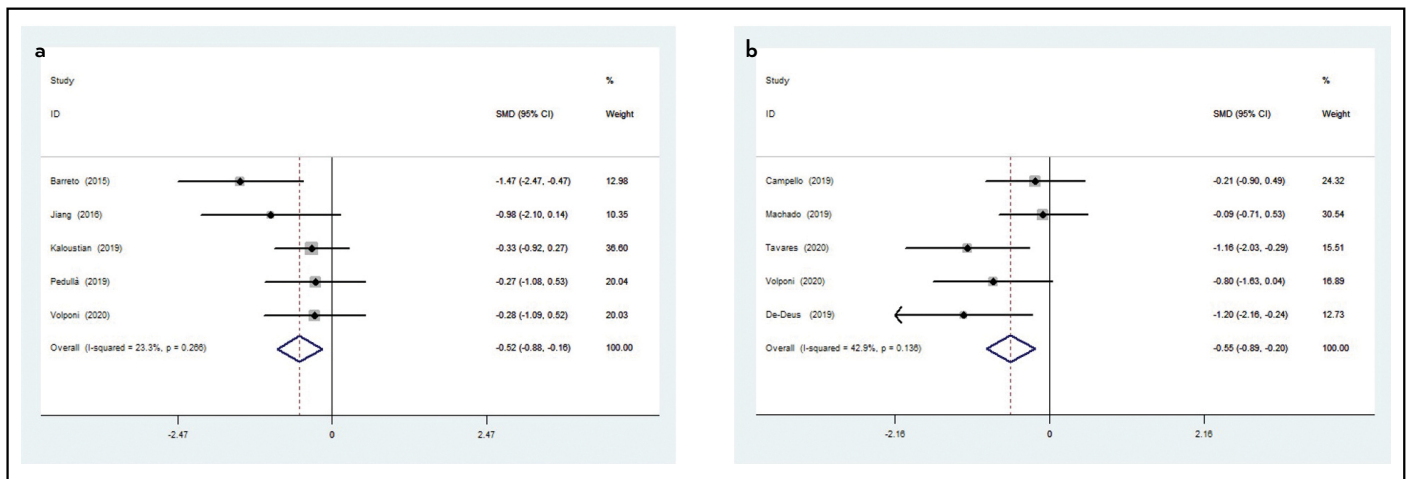 a
Study %
ID SMD (95% CI) Weight
Barreto (2015) -1.47 (-2.47, -0.47) 12.98
Jiang (2016) -0.98 (-2.10, 0.14) 10.35
Kaloustian (2019) -0.33 (-0.92, 0.27) 36.60
Pedullà (2019) -0.27 (-1.08, 0.53) 20.04
Volponi (2020) -0.28 (-1.09, 0.52) 20.03
Overall (I-squared = 23.3%, p = 0.266) -0.52 (-0.88, -0.16) 100.00
-2.47 0 2.47
b
Study %
ID SMD (95% CI) Weight
Campello (2019) -0.21 (-0.90, 0.49) 24.32
Machado (2019) -0.09 (-0.71, 0.53) 30.54
Tavares (2020) -1.16 (-2.03, -0.29) 15.51
Volponi (2020) -0.80 (-1.63, 0.04) 16.89
De-Deus (2019) -1.20 (-2.16, -0.24) 12.73
Overall (I-squared = 42.9%, p = 0.136) -0.55 (-0.89, -0.20) 100.00
-2.16 0 2.16